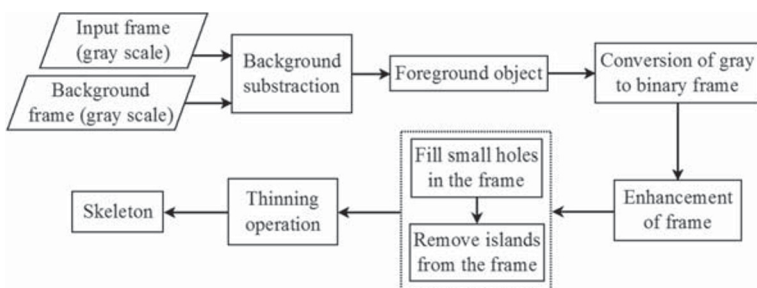 Input frame
(gray scale)
Background
frame (gray scale)
Background
substraction
Foreground object
Conversion of gray
to binary frame
Enhancement
of frame
Fill small holes
in the frame
Remove islands
from the frame
Thinning
operation
Skeleton